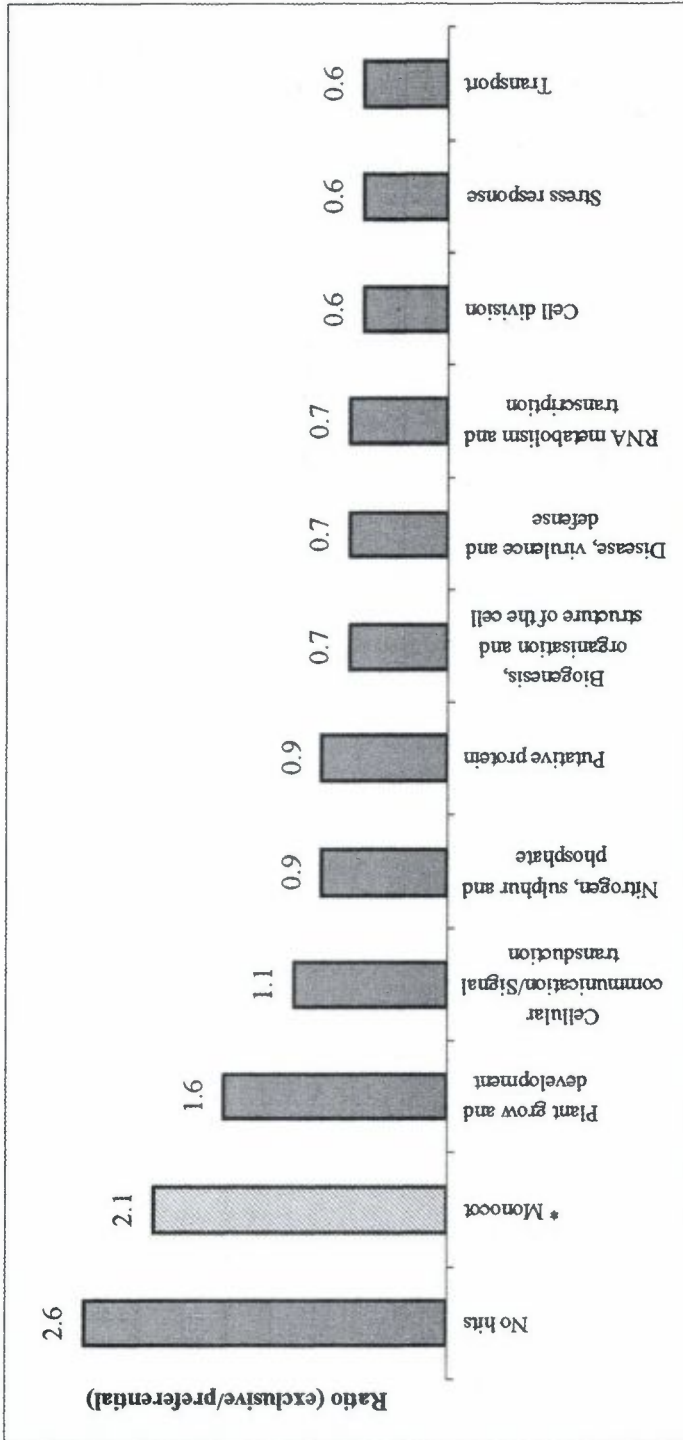 Ratio (exclusive/preferential)
2.6
2.1
1.6
1.1
0.9
0.9
0.7
0.7
0.7
0.6
0.6
0.6
No hits
* Monocot
Plant grow and
development
Cellular
communication/Signal
transduction
Nitrogen, sulphur and
phosphate
Putative protein
Biogenesis,
organisation and
structure of the cell
Disease, virulence and
defense
RNA metabolism and
transcription
Cell division
Stress response
Transport